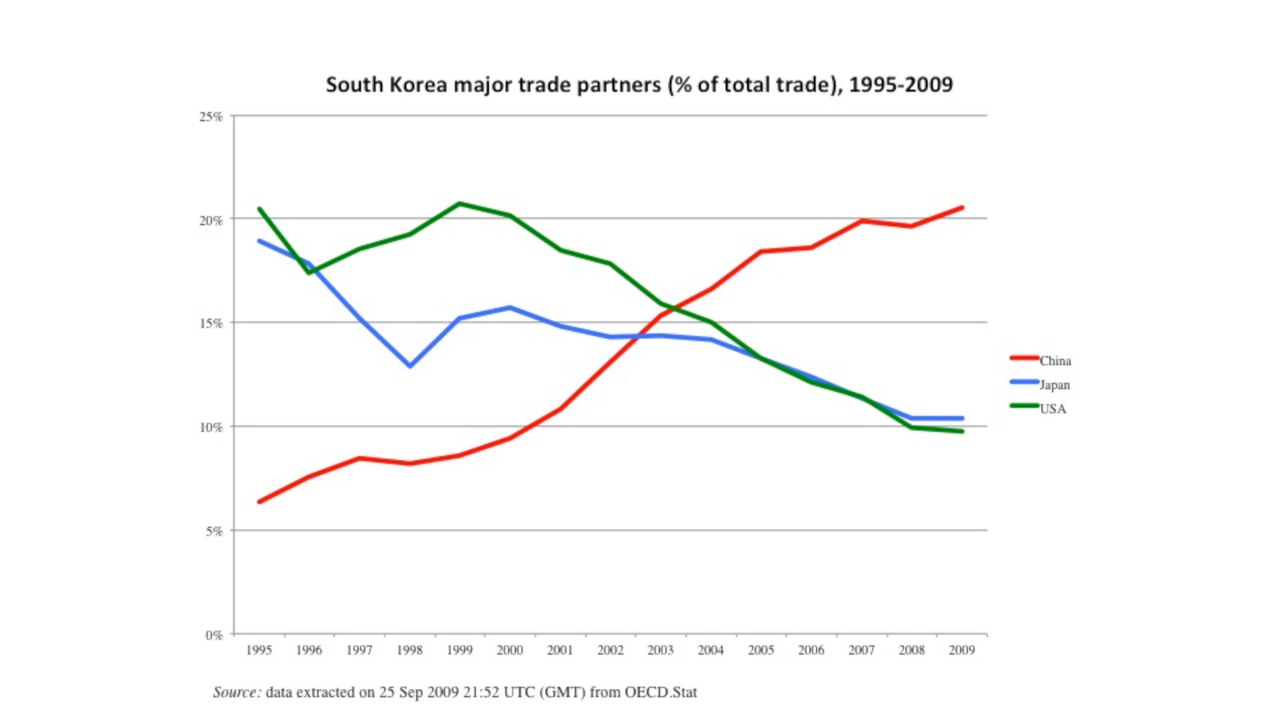 South Korea major trade partners (% of total trade), 1995-2009
25%
20%
15%
10%
5%
0%
1995 1996 1997 1998 1999 2000 2001 2002 2003 2004 2005 2006 2007 2008 2009
China
Japan
USA
Source: data extracted on 25 Sep 2009 21:52 UTC (GMT) from OECD.Stat